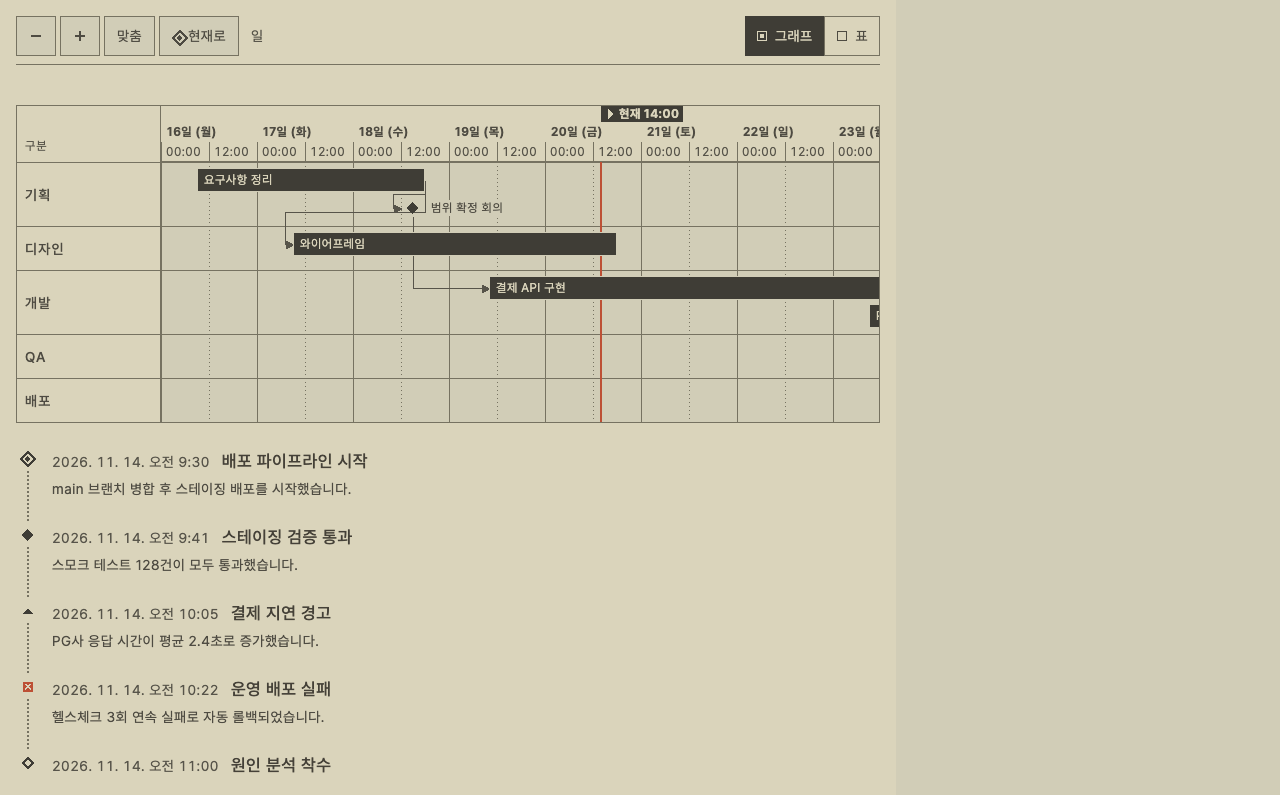 − + 맞춤 현재로 일 그래프 표
현재 14:00
16일 (월) 17일 (화) 18일 (수) 19일 (목) 20일 (금) 21일 (토) 22일 (일) 23일
구분 00:00 12:00 00:00 12:00 00:00 12:00 00:00 12:00 00:00 12:00 00:00 12:00 00:00 12:00 00:00
기획 요구사항 정리
범위 확정 회의
디자인 와이어프레임
개발 결제 API 구현
QA
배포
2026. 11. 14. 오전 9:30 배포 파이프라인 시작
main 브랜치 병합 후 스테이징 배포를 시작했습니다.
2026. 11. 14. 오전 9:41 스테이징 검증 통과
스모크 테스트 128건이 모두 통과했습니다.
2026. 11. 14. 오전 10:05 결제 지연 경고
PG사 응답 시간이 평균 2.4초로 증가했습니다.
2026. 11. 14. 오전 10:22 운영 배포 실패
헬스체크 3회 연속 실패로 자동 롤백되었습니다.
2026. 11. 14. 오전 11:00 원인 분석 착수